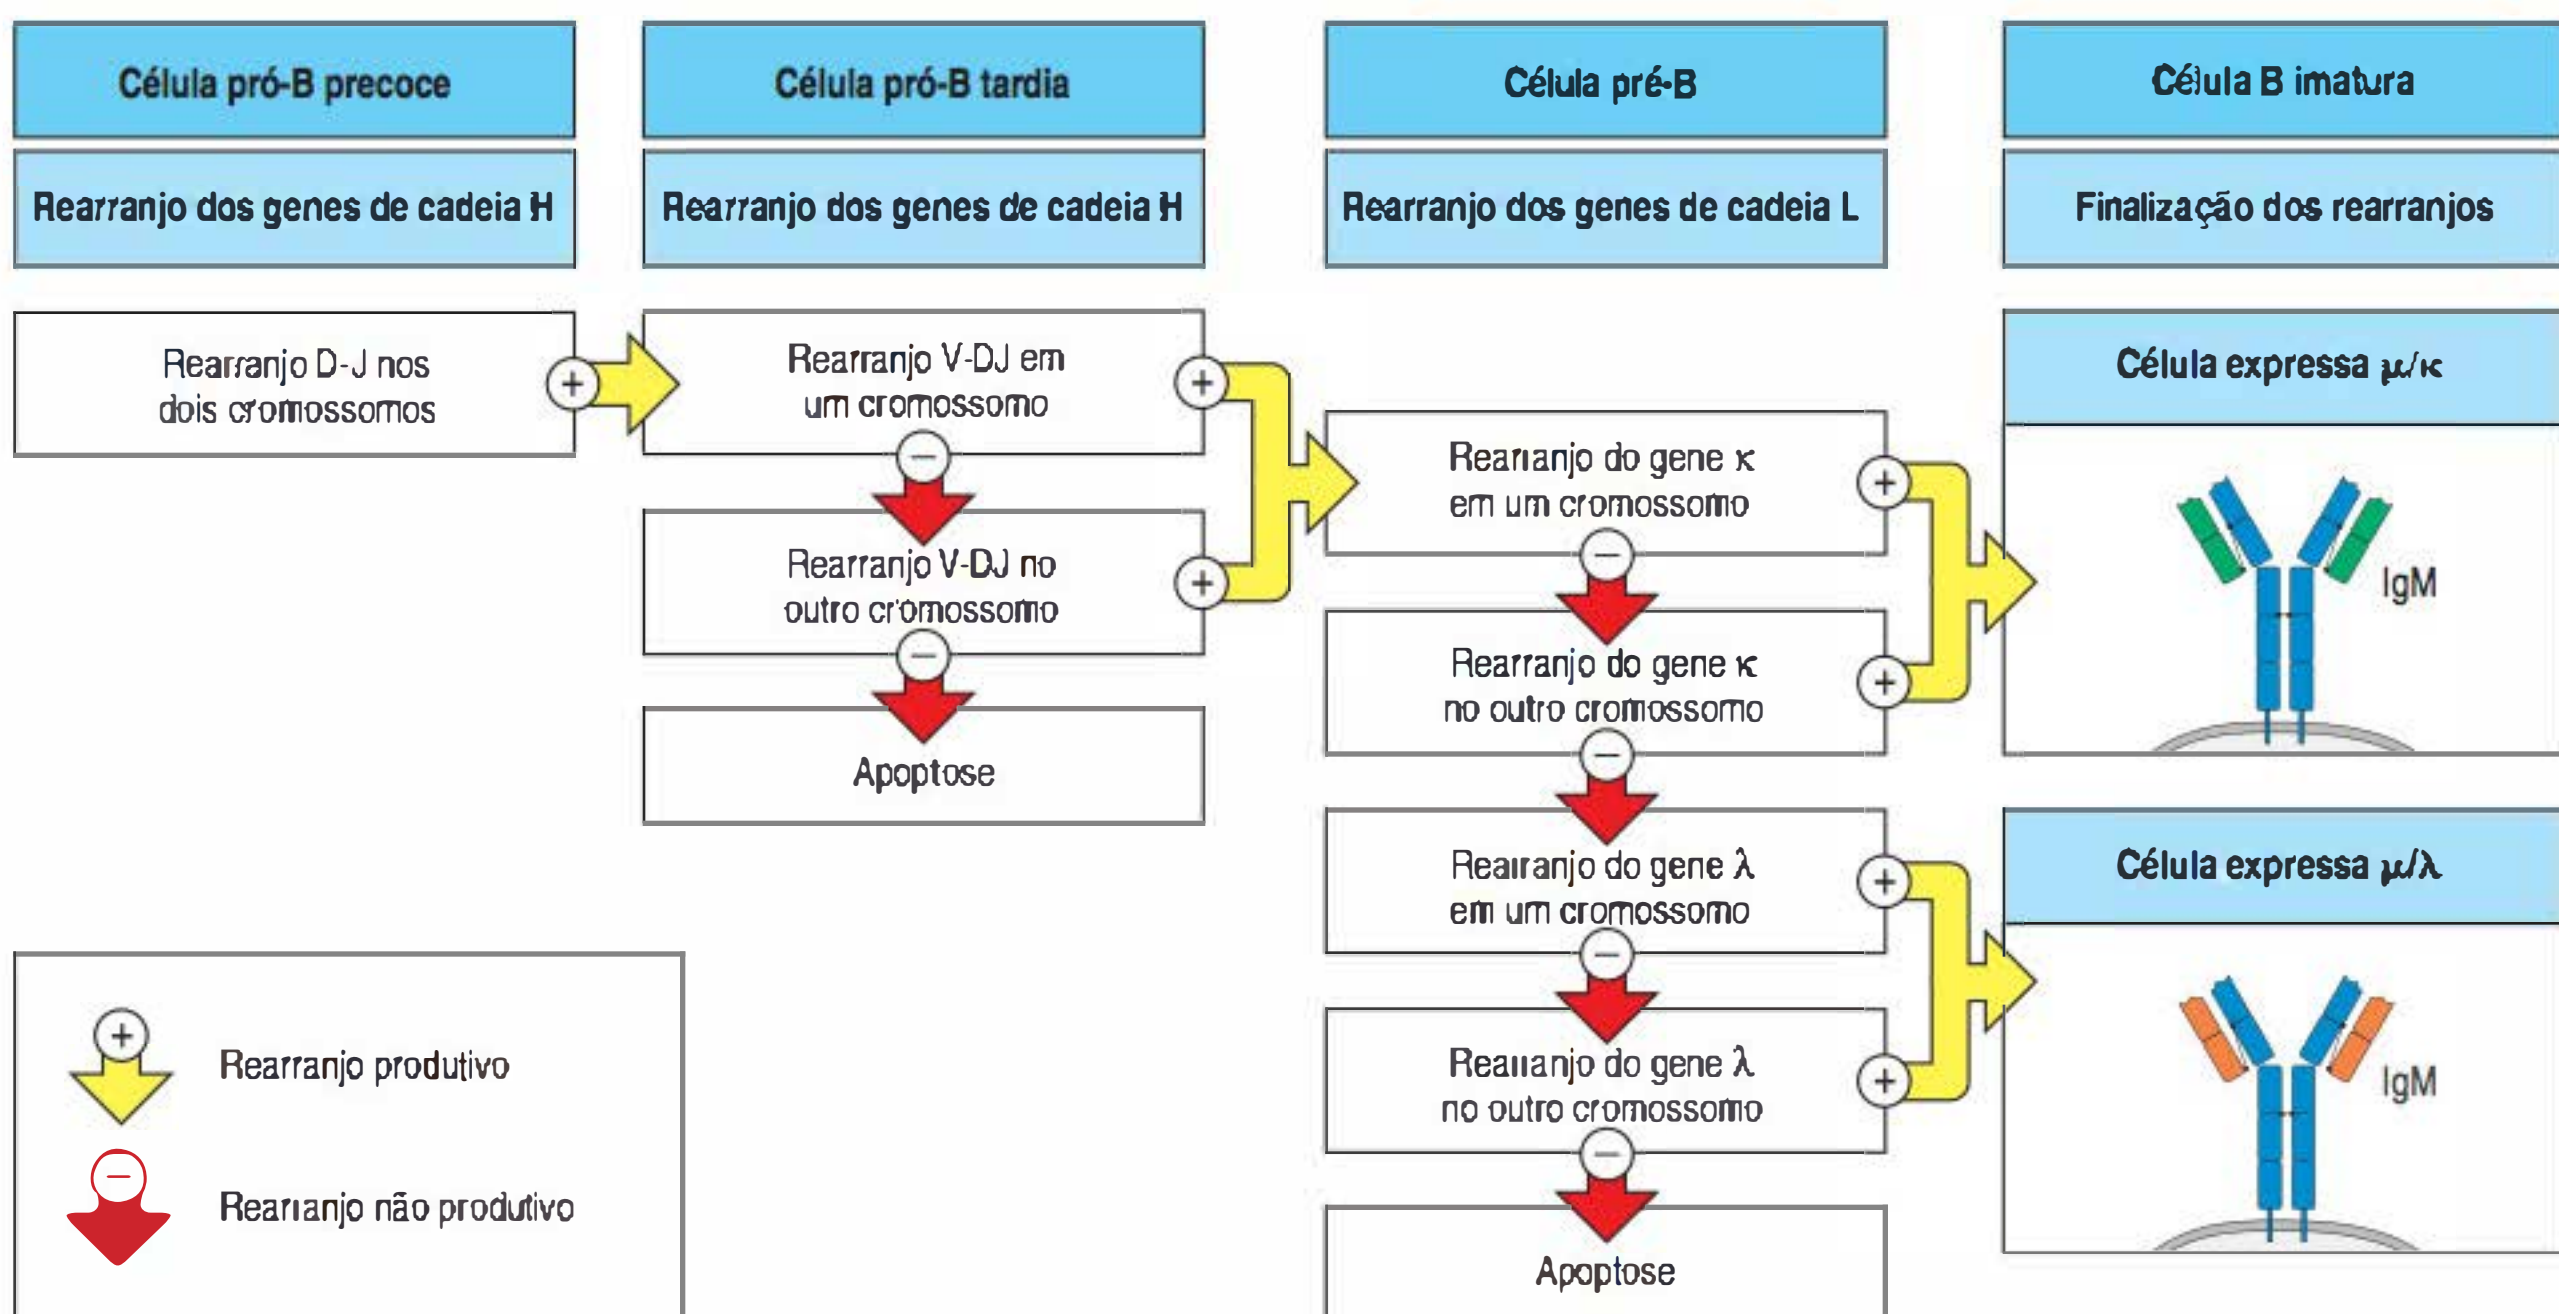 Célula pró-B precoce
Célula pró-B tardia
Célula pré-B
Célula B imatura
Rearranjo dos genes de cadeia H
Rearranjo dos genes de cadeia H
Rearranjo dos genes de cadeia L
Finalização dos rearranjos
Rearranjo D-J nos
dois cromossomos
+
Rearranjo V-DJ em
um cromossomo
+
−
Rearranjo V-DJ no
outro cromossomo
+
−
Apoptose
Rearranjo do gene κ
em um cromossomo
+
−
Rearranjo do gene κ
no outro cromossomo
+
−
Rearranjo do gene λ
em um cromossomo
+
−
Rearranjo do gene λ
no outro cromossomo
+
−
Apoptose
Célula expressa μ/κ
IgM
Célula expressa μ/λ
IgM
+
Rearranjo produtivo
−
Rearranjo não produtivo